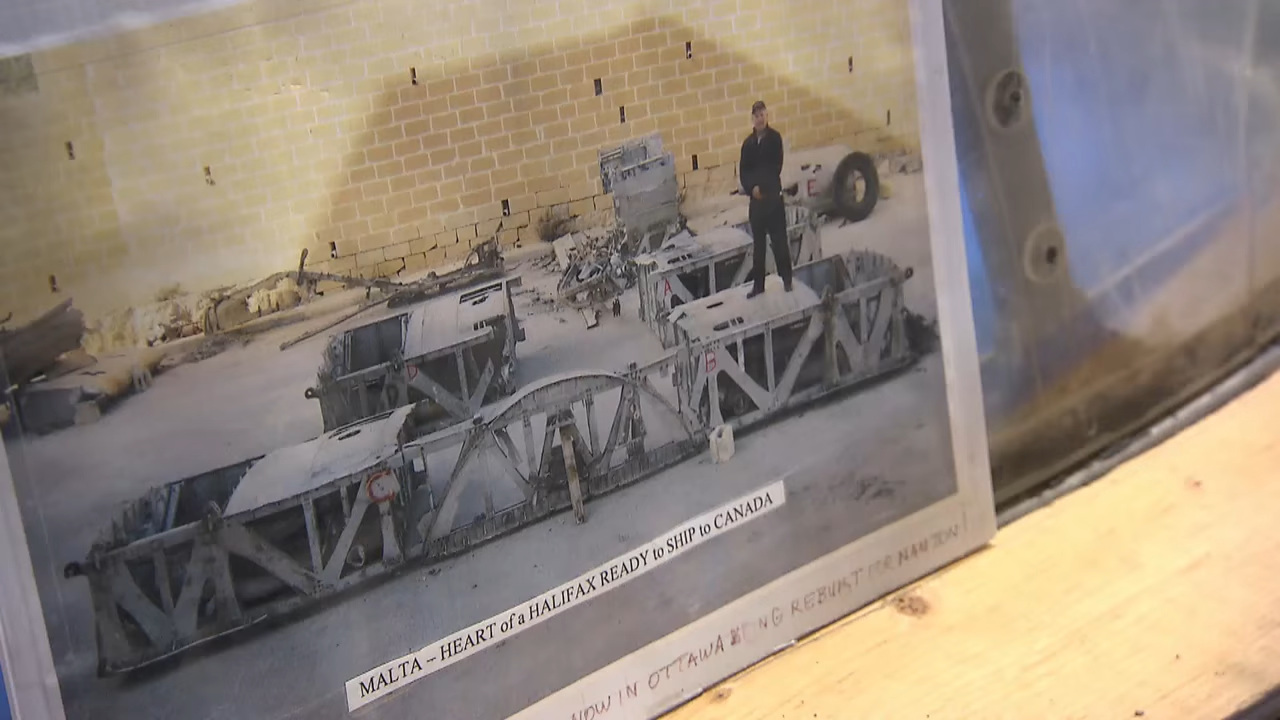 E
A
B
D
C
MALTA – HEART of a HALIFAX READY to SHIP to CANADA
NOW IN OTTAWA BEING REBUILT FOR NANTON!